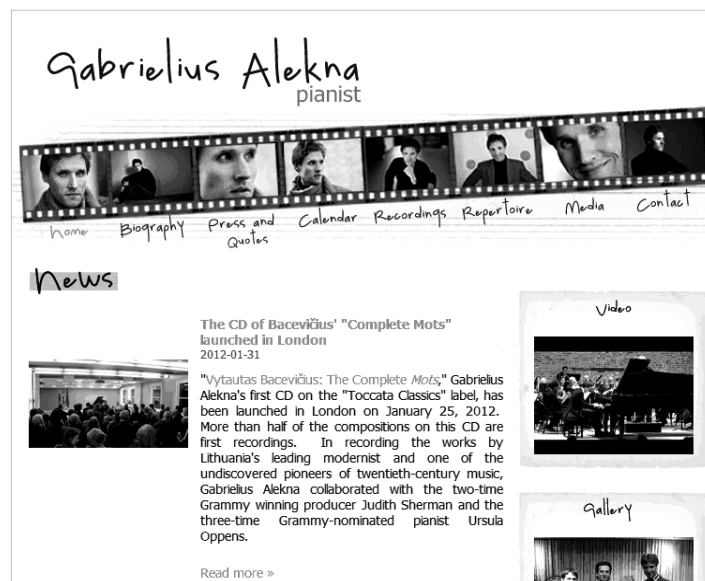 Gabrielius Alekna
pianist
home
Biography
Press and
Quotes
Calendar
Recordings
Repertoire
Media
Contact
News
The CD of Bacevičius' "Complete Mots"
launched in London
2012-01-31
"Vytautas Bacevičius: The Complete Mots," Gabrielius
Alekna's first CD on the "Toccata Classics" label, has
been launched in London on January 25, 2012.
More than half of the compositions on this CD are
first recordings. In recording the works by
Lithuania's leading modernist and one of the
undiscovered pioneers of twentieth-century music,
Gabrielius Alekna collaborated with the two-time
Grammy winning producer Judith Sherman and the
three-time Grammy-nominated pianist Ursula
Oppens.
Read more »
Video
Gallery